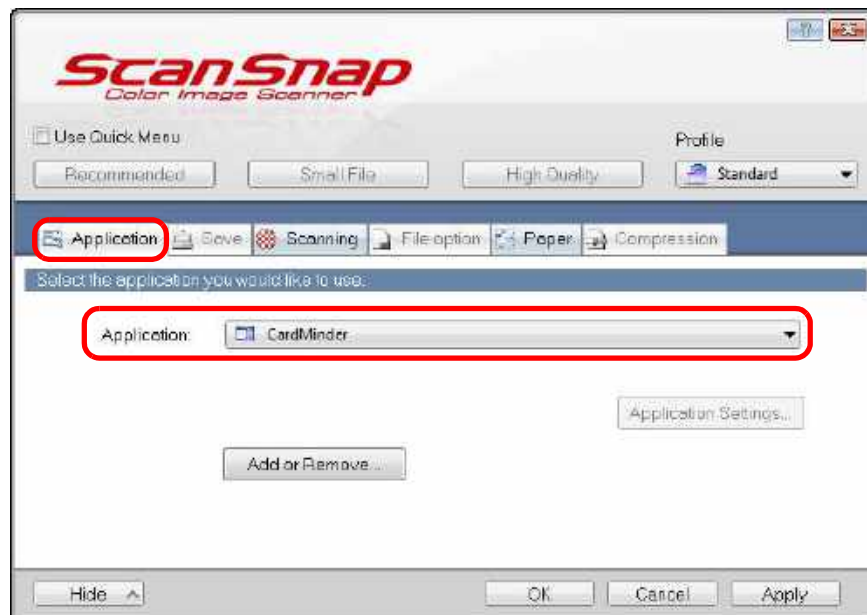 ScanSnap
Color Image Scanner
Use Quick Menu
Profile
Recommended Small File High Quality Standard
Application Save Scanning File option Paper Compression
Select the application you would like to use.
Application: CardMinder
Application Settings...
Add or Remove...
Hide OK Cancel Apply